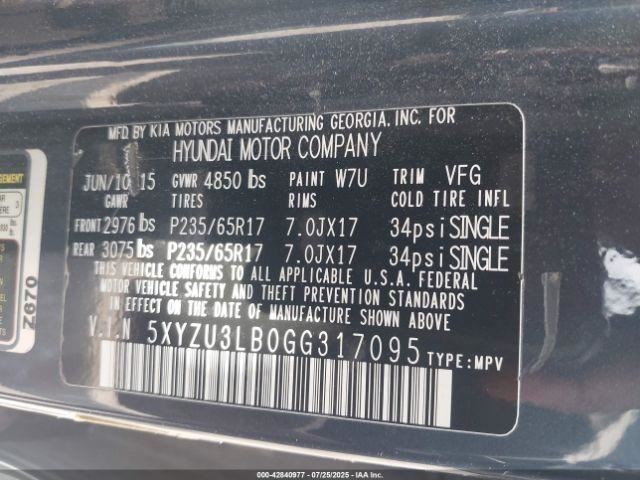 MFD BY KIA MOTORS MANUFACTURING GEORGIA. INC. FOR
HYUNDAI MOTOR COMPANY
JUN/10/15 GVWR 4850 lbs PAINT W7U TRIM VFG
GAWR TIRES RIMS COLD TIRE INFL
FRONT 2976 lbs P235/65R17 7.0JX17 34psi SINGLE
REAR 3075 lbs P235/65R17 7.0JX17 34psi SINGLE
THIS VEHICLE CONFORMS TO ALL APPLICABLE U.S.A. FEDERAL
MOTOR VEHICLE SAFETY AND THEFT PREVENTION STANDARDS
IN EFFECT ON THE DATE OF MANUFACTURE SHOWN ABOVE
V.I.N 5XYZU3LB0GG317095 TYPE:MPV
Z670
000-42840977 - 07/25/2025 - IAA Inc.